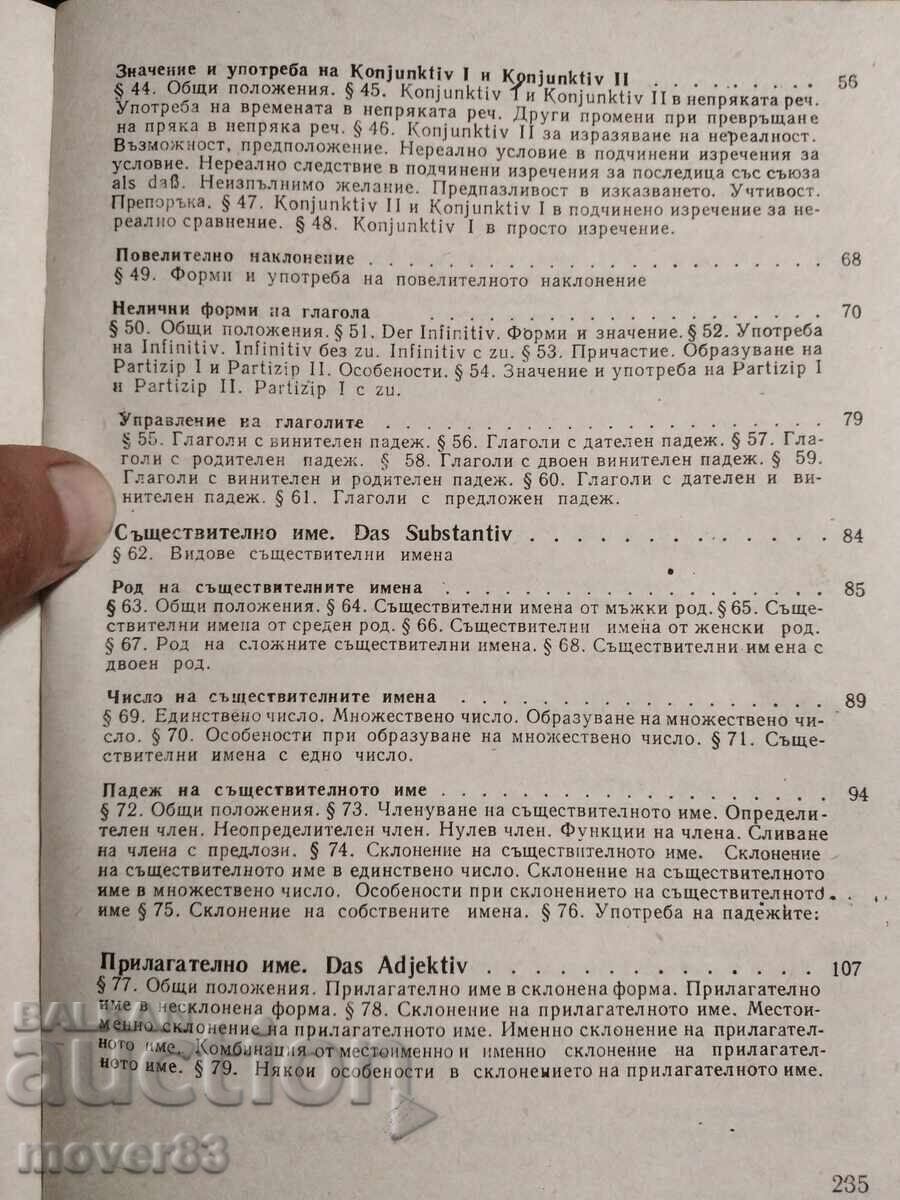 Значение и употреба на Konjunktiv I и Konjunktiv II . . . . . . . . . 56
§ 44. Общи положения. § 45. Konjunktiv I и Konjunktiv II в непряката реч.
Употреба на времената в непряката реч. Други промени при превръщане
на пряка в непряка реч. § 46. Konjunktiv II за изразяване на нереалност.
Възможност, предположение. Нереално условие в подчинени изречения за
условие. Нереално следствие в подчинени изречения за последица със съюза
als daß. Неизпълнимо желание. Предпазливост в изказването. Учтивост.
Препоръка. § 47. Konjunktiv II и Konjunktiv I в подчинено изречение за не-
реално сравнение. § 48. Konjunktiv I в просто изречение.
Повелително наклонение . . . . . . . . . . . . . . . . . 68
§ 49. Форми и употреба на повелителното наклонение
Нелични форми на глагола . . . . . . . . . . . . . . . 70
§ 50. Общи положения. § 51. Der Infinitiv. Форми и значение. § 52. Употреба
на Infinitiv. Infinitiv без zu. Infinitiv с zu. § 53. Причастие. Образуване на
Partizip I и Partizip II. Особености. § 54. Значение и употреба на Partizip I
и Partizip II. Partizip I с zu.
Управление на глаголите . . . . . . . . . . . . . . . . . 79
§ 55. Глаголи с винителен падеж. § 56. Глаголи с дателен падеж. § 57. Гла-
голи с родителен падеж. § 58. Глаголи с двоен винителен падеж. § 59.
Глаголи с винителен и родителен падеж. § 60. Глаголи с дателен и ви-
нителен падеж. § 61. Глаголи с предложен падеж.
Съществително име. Das Substantiv . . . . . . . . . . . . . 84
§ 62. Видове съществителни имена
Род на съществителните имена . . . . . . . . . . . . . . . 85
§ 63. Общи положения. § 64. Съществителни имена от мъжки род. § 65. Съще-
ствителни имена от среден род. § 66. Съществителни имена от женски род.
§ 67. Род на сложните съществителни имена. § 68. Съществителни имена с
двоен род.
Число на съществителните имена . . . . . . . . . . . . . . 89
§ 69. Единствено число. Множествено число. Образуване на множествено чи-
сло. § 70. Особености при образуване на множествено число. § 71. Съще-
ствителни имена с едно число.
Падеж на съществителното име . . . . . . . . . . . . . . . 94
§ 72. Общи положения. § 73. Членуване на съществителното име. Определи-
телен член. Неопределителен член. Нулев член. Функции на члена. Сливане
на члена с предлози. § 74. Склонение на съществителното име. Склонение
на съществителното име в единствено число. Склонение на съществителното
име в множествено число. Особености при склонението на съществителното
име § 75. Склонение на собствените имена. § 76. Употреба на падежите:
Прилагателно име. Das Adjektiv . . . . . . . . . . . . . . 107
§ 77. Общи положения. Прилагателно име в склонена форма. Прилагателно
име в несклонена форма. § 78. Склонение на прилагателното име. Местои-
менно склонение на прилагателното име. Именно склонение на прилагател-
ното име. Комбинация от местоименно и именно склонение на прилагател-
ното име. § 79. Някои особености в склонението на прилагателното име.
BALKAN
auction
mover83
235